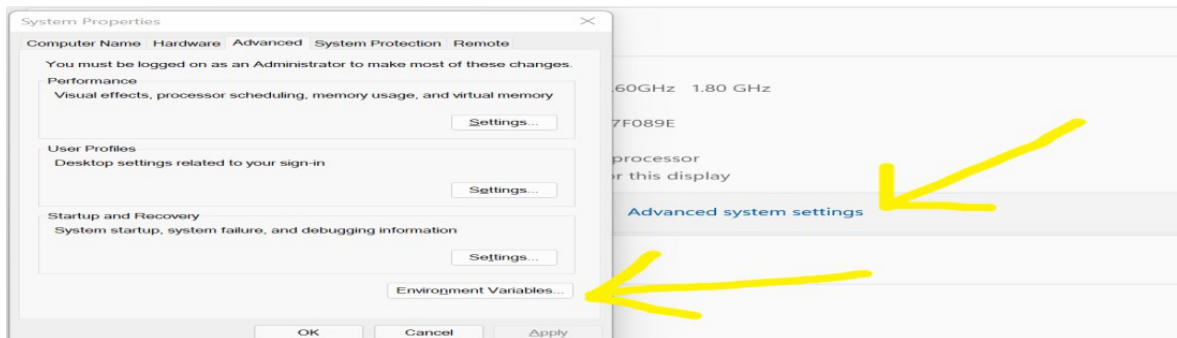 System Properties
Computer Name Hardware Advanced System Protection Remote
You must be logged on as an Administrator to make most of these changes.
Performance
Visual effects, processor scheduling, memory usage, and virtual memory
Settings...
User Profiles
Desktop settings related to your sign-in
Settings...
Startup and Recovery
System startup, system failure, and debugging information
Settings...
Environment Variables...
OK Cancel Apply
.60GHz 1.80 GHz
7F089E
processor
or this display
Advanced system settings